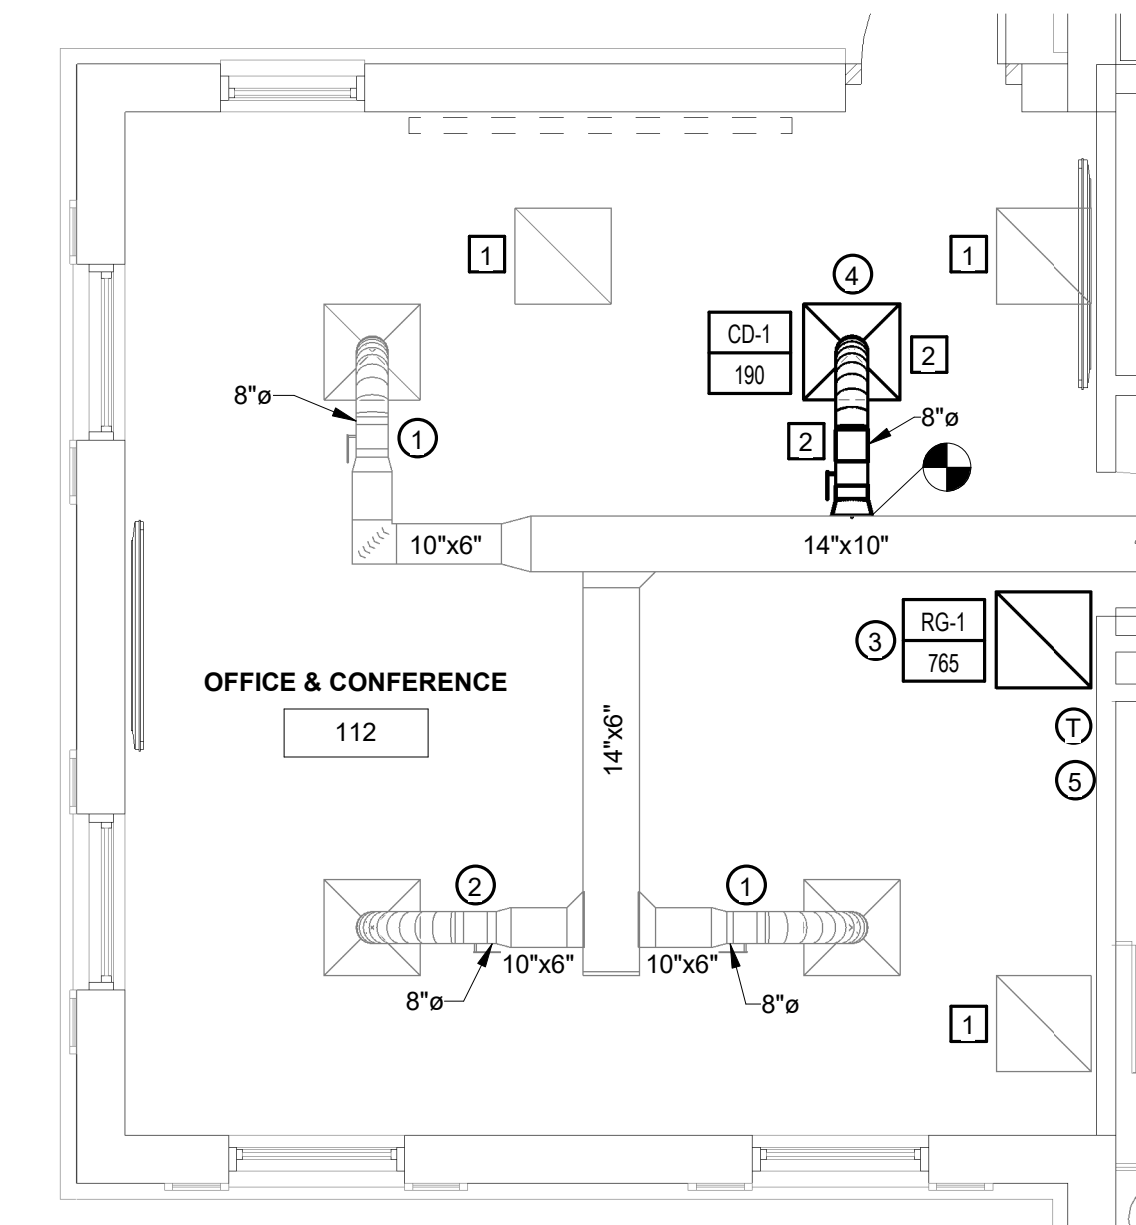 1
1
4
CD-1
190
2
8"ø
1
2
8"ø
10"x6"
14"x10"
RG-1
765
3
OFFICE & CONFERENCE
112
14"x6"
T
5
2
1
10"x6"
10"x6"
8"ø
8"ø
1